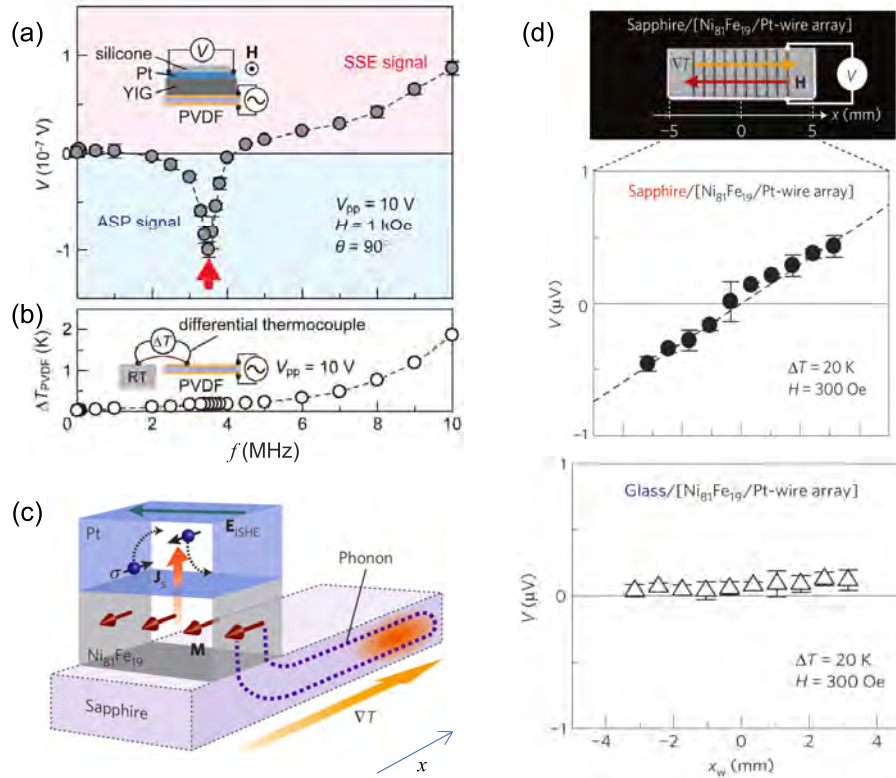 (a)
silicone
V
H
Pt
YIG
PVDF
SSE signal
1
0
-1
V (10⁻⁷ V)
ASP signal
Vpp = 10 V
H = 1 kOe
θ = 90°
(b)
differential thermocouple
ΔT
RT
PVDF
Vpp = 10 V
2
1
0
ΔT_PVDF (K)
0 2 4 6 8 10
f (MHz)
(c)
Pt
E_ISHE
σ
J_s
Phonon
M
Ni₈₁Fe₁₉
Sapphire
∇T
x
(d)
Sapphire/[Ni₈₁Fe₁₉/Pt-wire array]
∇T
H
V
−5 0 5
x (mm)
Sapphire/[Ni₈₁Fe₁₉/Pt-wire array]
1
0
−1
V (μV)
ΔT = 20 K
H = 300 Oe
Glass/[Ni₈₁Fe₁₉/Pt-wire array]
1
0
−1
V (μV)
ΔT = 20 K
H = 300 Oe
−4 −2 0 2 4
x_w (mm)